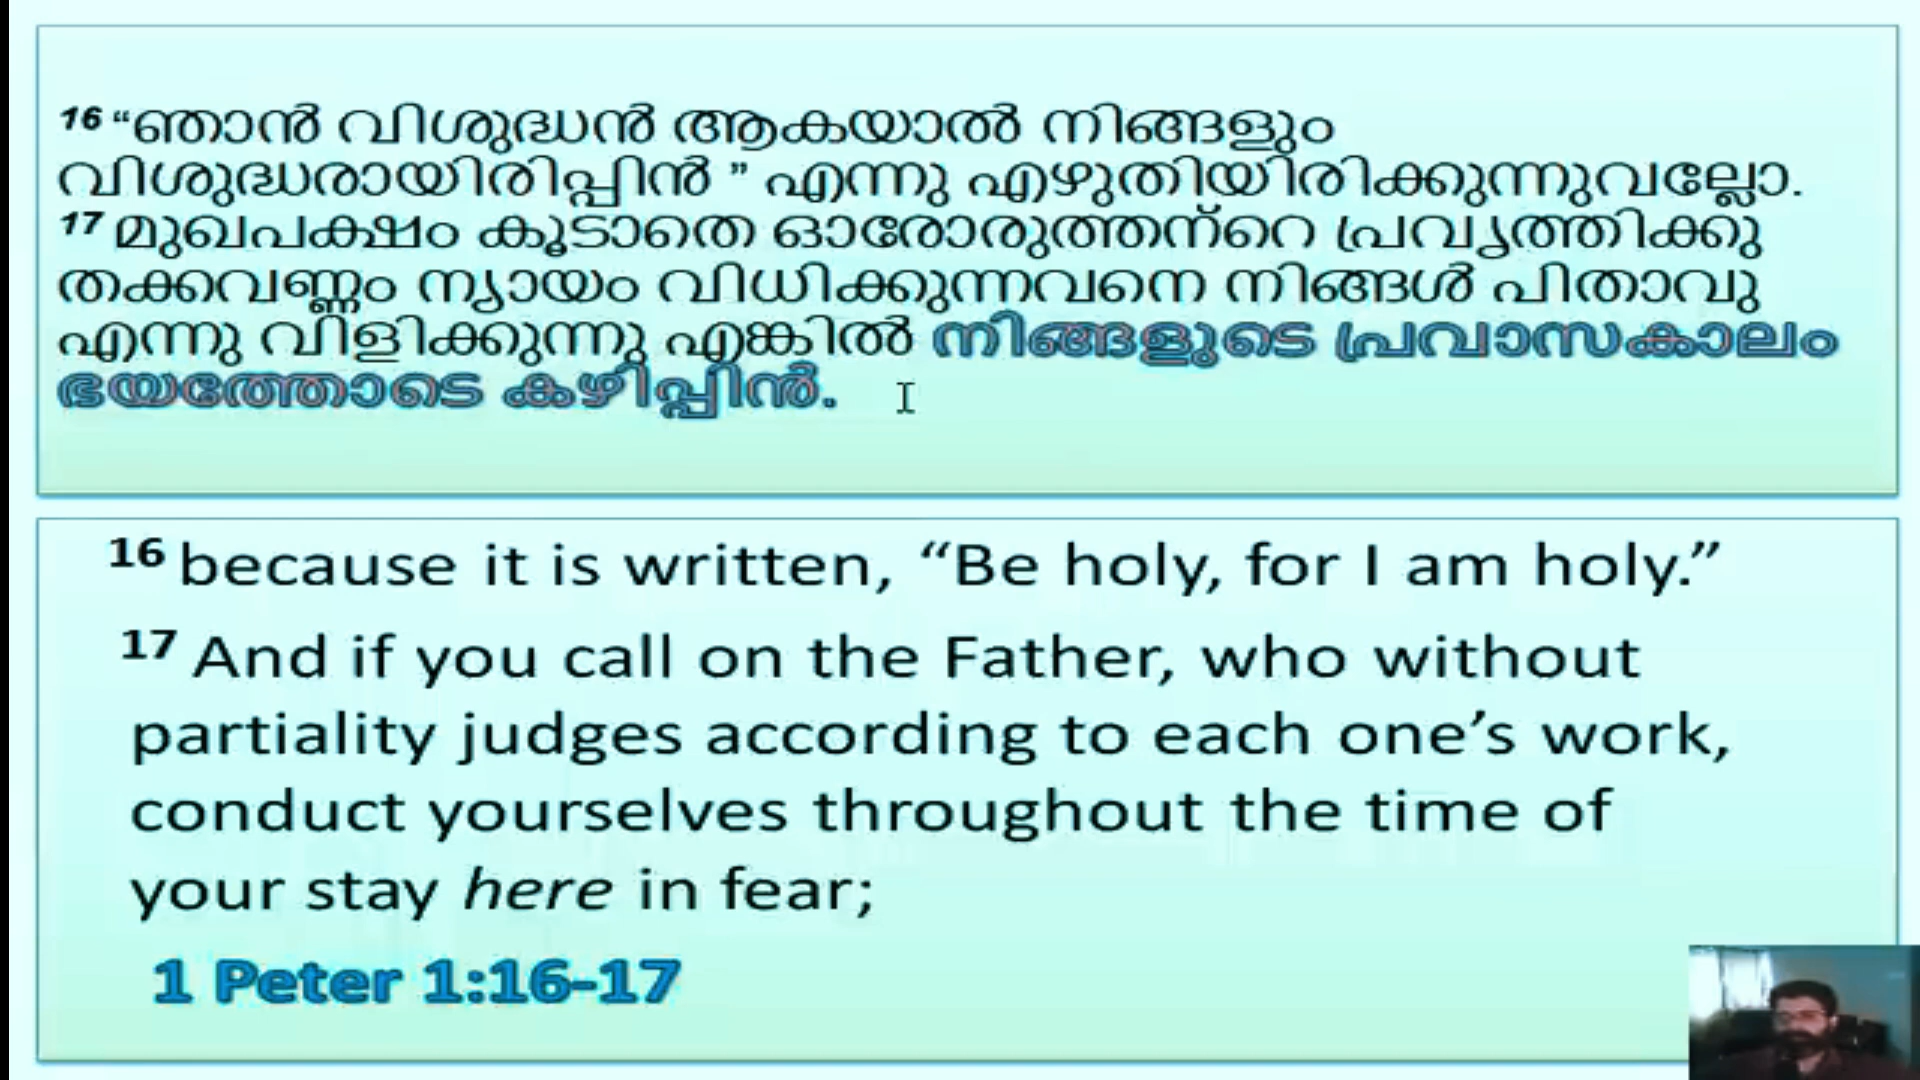 16 “ഞാൻ വിശുദ്ധൻ ആകയാൽ നിങ്ങളും
വിശുദ്ധരായിരിപ്പിൻ ” എന്നു എഴുതിയിരിക്കുന്നുവല്ലോ.
17 മുഖപക്ഷം കൂടാതെ ഓരോരുത്തന്റെ പ്രവൃത്തിക്കു
തക്കവണ്ണം ന്യായം വിധിക്കുന്നവനെ നിങ്ങൾ പിതാവു
എന്നു വിളിക്കുന്നു എങ്കിൽ നിങ്ങളുടെ പ്രവാസകാലം
ഭയത്തോടെ കഴിപ്പിൻ.
16 because it is written, “Be holy, for I am holy.”
17 And if you call on the Father, who without
partiality judges according to each one’s work,
conduct yourselves throughout the time of
your stay here in fear;
1 Peter 1:16-17